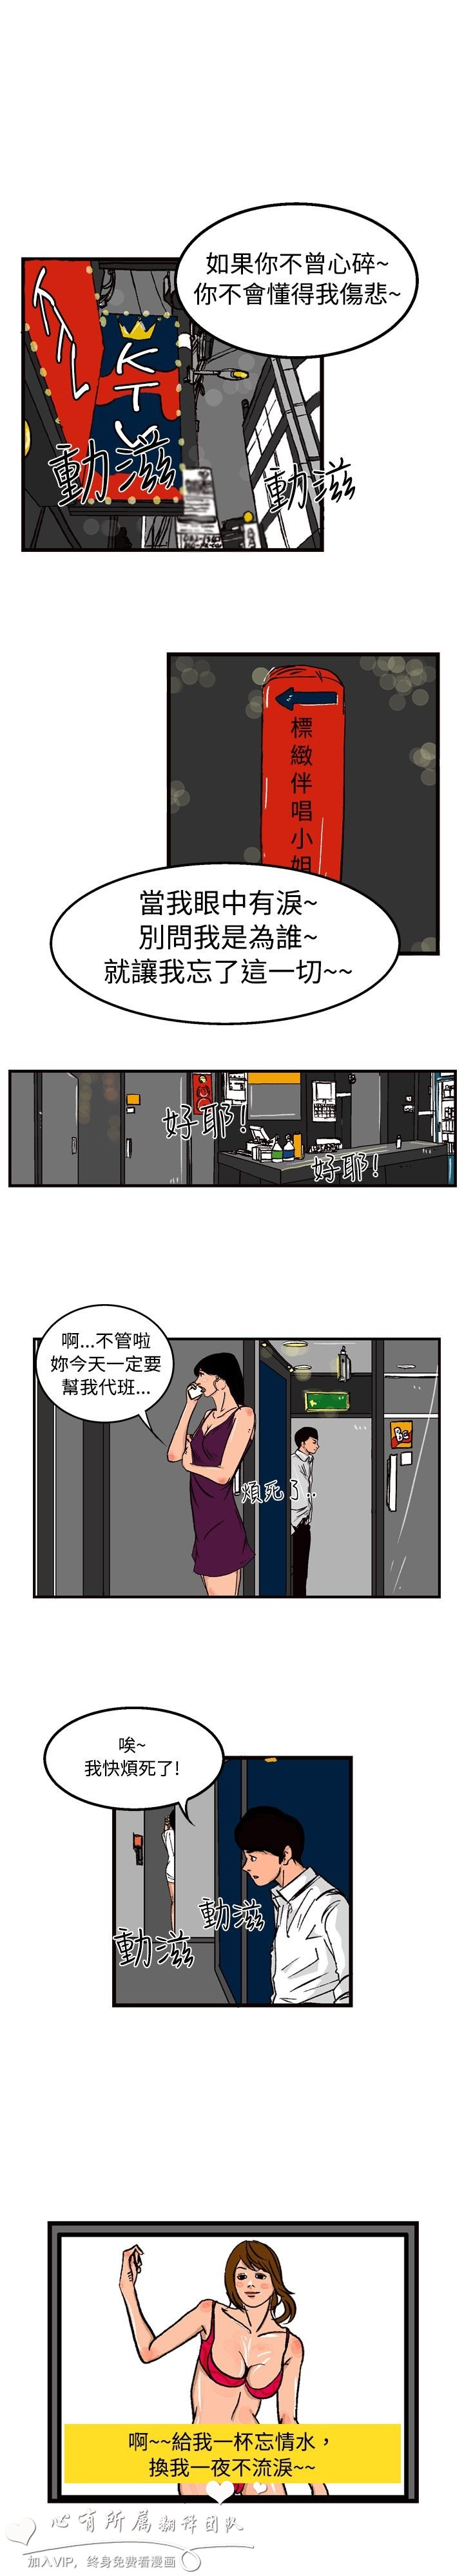 如果你不曾心碎~
你不會懂得我傷悲~
KTV
KTV
動滋
動滋
標緻伴唱小姐
當我眼中有淚~
別問我是為誰~
就讓我忘了這一切~~
好耶!
好耶!
啊...不管啦
妳今天一定要
幫我代班...
煩死了..
唉~
我快煩死了!
動滋
動滋
啊~~給我一杯忘情水，
換我一夜不流淚~~
心有所属翻译团队
加入VIP，终身免费看漫画